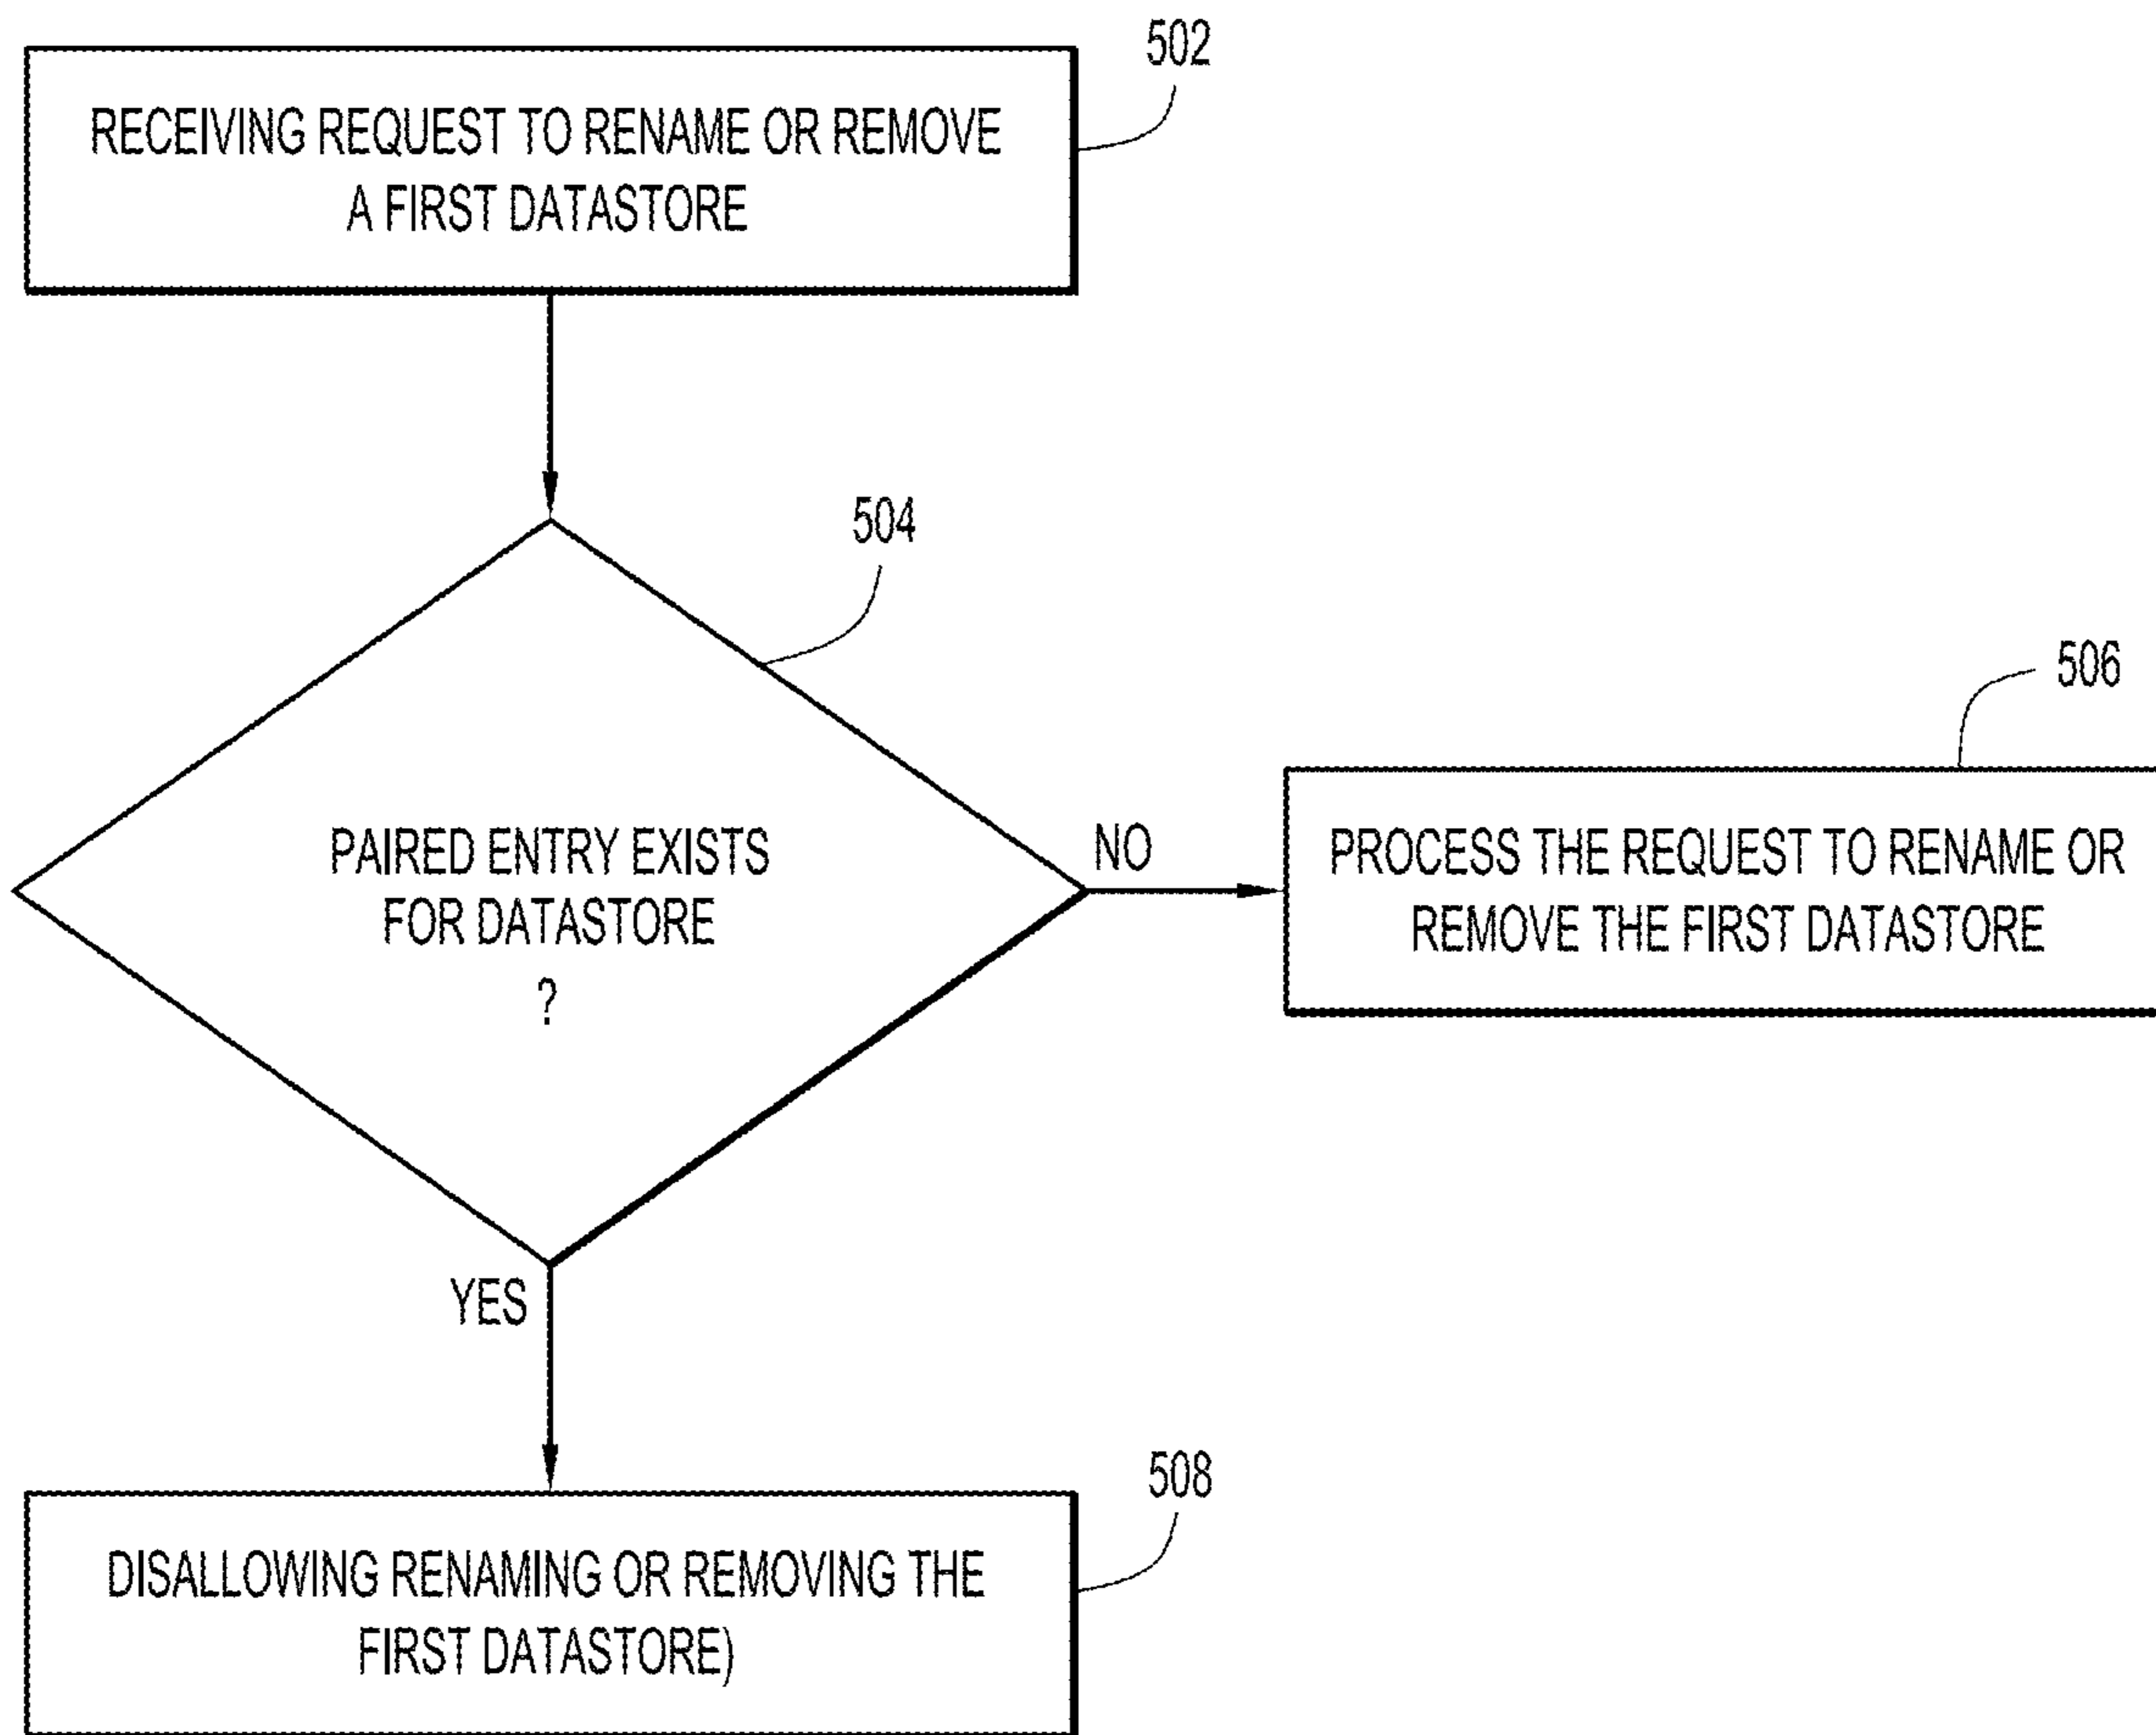 502
RECEIVING REQUEST TO RENAME OR REMOVE
A FIRST DATASTORE
504
PAIRED ENTRY EXISTS
FOR DATASTORE
?
NO
506
PROCESS THE REQUEST TO RENAME OR
REMOVE THE FIRST DATASTORE
YES
508
DISALLOWING RENAMING OR REMOVING THE
FIRST DATASTORE)